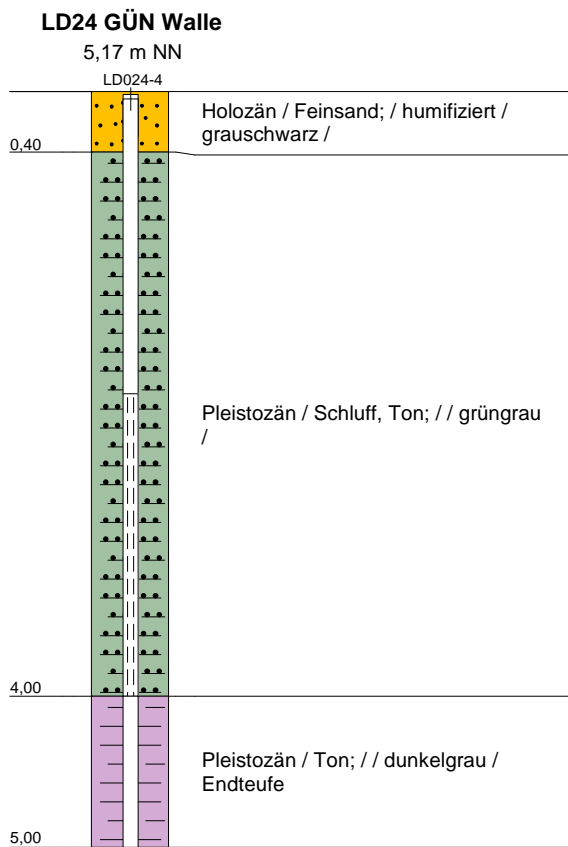 LD24 GÜN Walle
5,17 m NN
LD024-4
Holozän / Feinsand; / humifiziert /
grauschwarz /
0,40
Pleistozän / Schluff, Ton; / / grüngrau
/
4,00
Pleistozän / Ton; / / dunkelgrau /
Endteufe
5,00